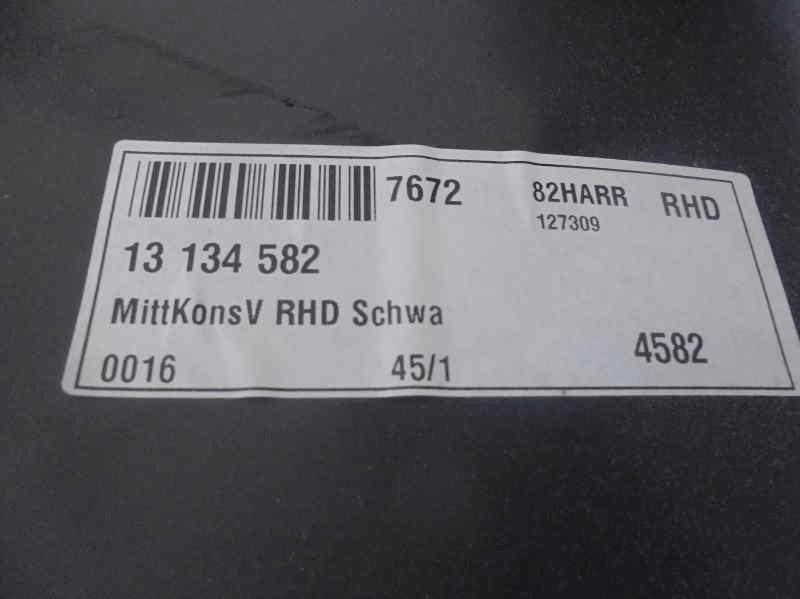 7672 82HARR RHD
127309
13 134 582
MittKonsV RHD Schwa
0016 45/1 4582